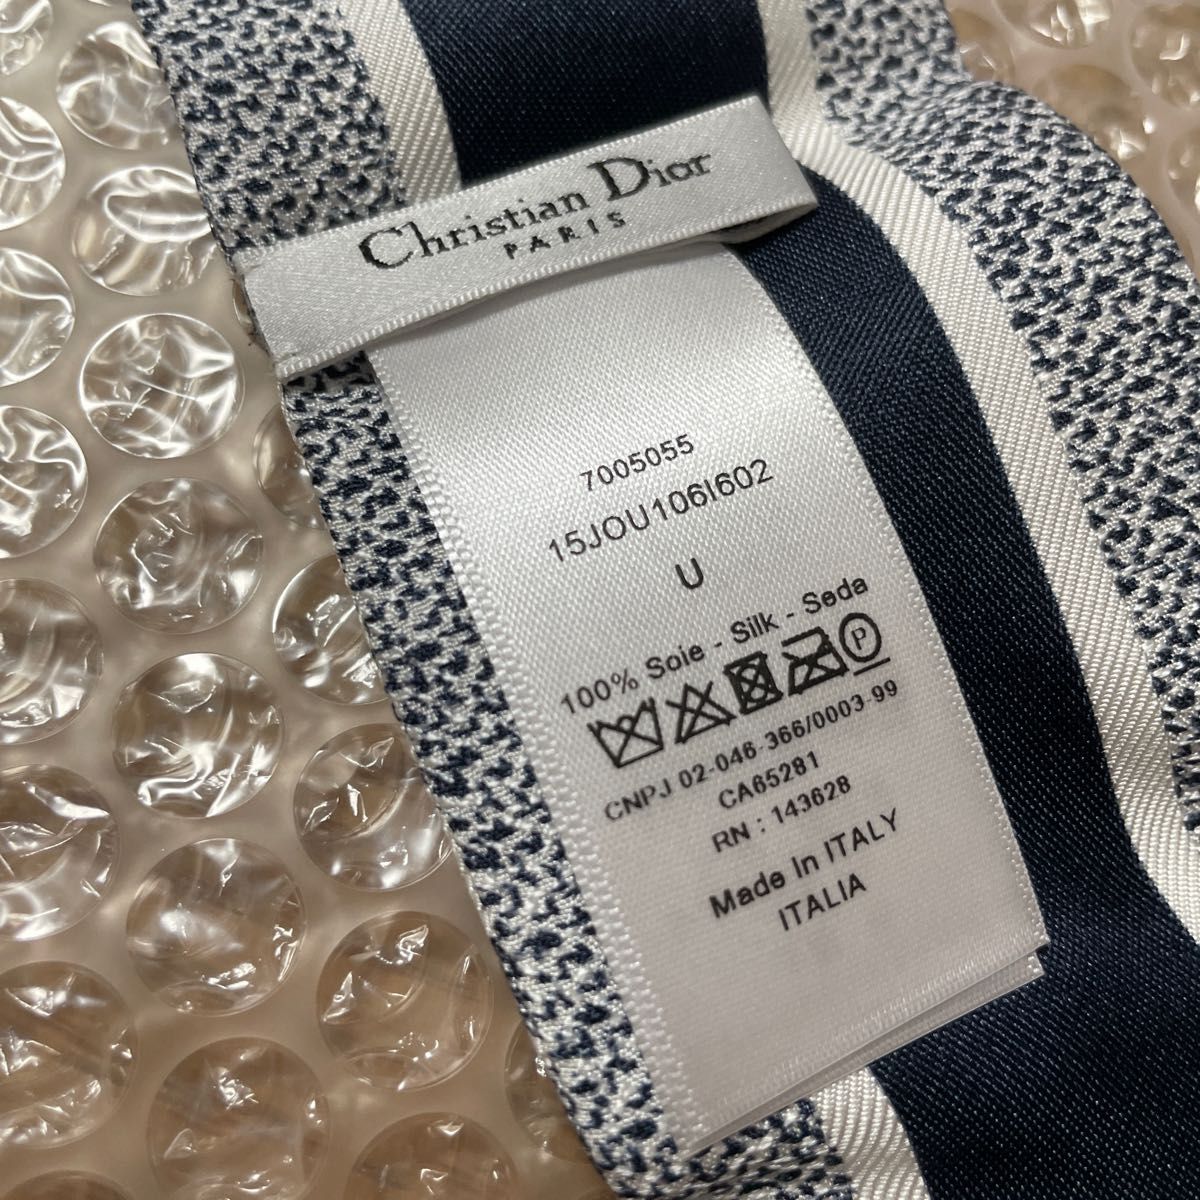 Christian Dior
PARIS
7005055
15JOU106I602
U
100% Soie - Silk - Seda
P
CNPJ 02-046-366/0003-99
CA65281
RN : 143628
Made In ITALY
ITALIA